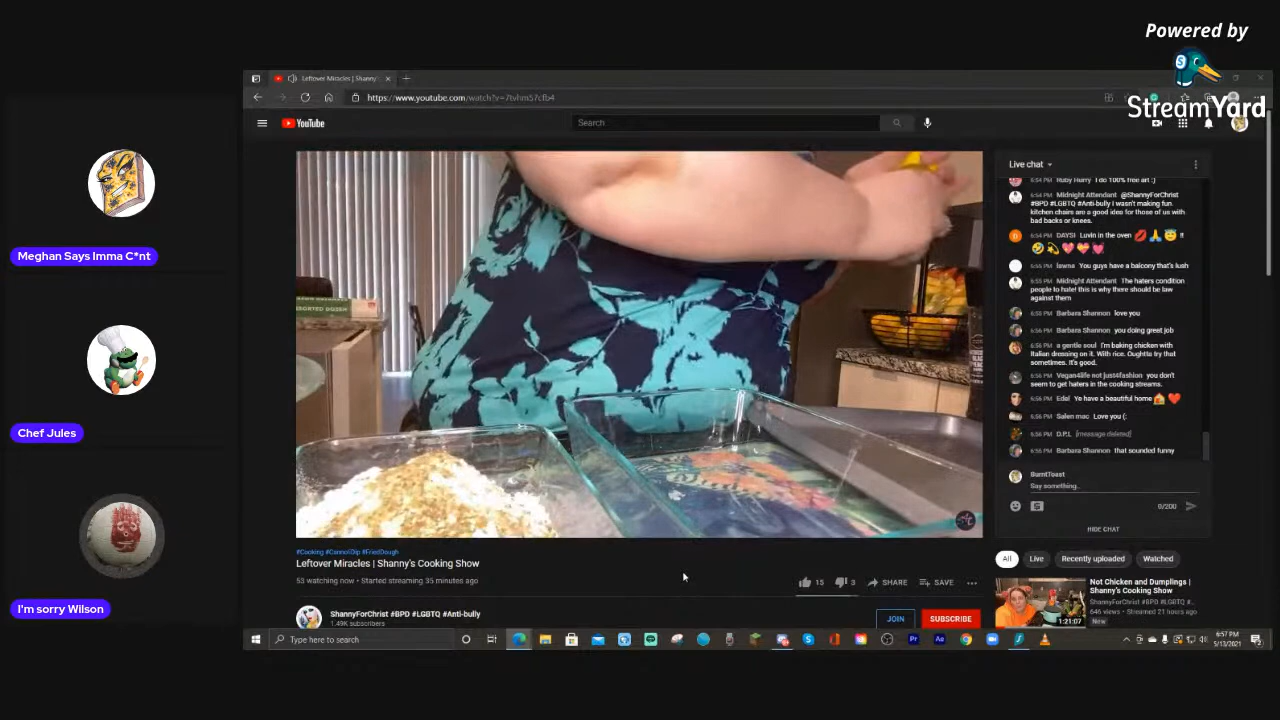 Powered by
StreamYard
Leftover Miracles | Shanny'
https://www.youtube.com/watch?v=7tvhm57cfb4
YouTube
Search
Meghan Says Imma C*nt
Chef Jules
I'm sorry Wilson
ASSORTED DOZEN
Live chat
6:54 PM Ruby Hurry I do 100% free art :)
6:54 PM Midnight Attendant @ShannyForChrist
#BPD #LGBTQ #Anti-bully I wasn't making fun.
kitchen chairs are a good idea for those of us with
bad backs or knees.
6:54 PM DAYSI Luvin in the oven 💋 🙏 😇 !!
🤣 💫 💖 💝 💓
6:55 PM lawna You guys have a balcony that's lush
6:55 PM Midnight Attendant The haters condition
people to hate! this is why there should be law
against them
6:56 PM Barbara Shannon love you
6:56 PM Barbara Shannon you doing great job
6:56 PM a gentle soul I'm baking chicken with
Italian dressing on it. With rice. Oughtta try that
sometimes. It's good.
6:56 PM Vegan4life not just4fashion you don't
seem to get haters in the cooking streams.
6:56 PM Edel Ye have a beautiful home 🏠 ❤️
6:56 PM Salen mac Love you (:
6:56 PM D.P.L [message deleted]
6:56 PM Barbara Shannon that sounded funny
BurntToast
Say something...
0/200
HIDE CHAT
#Cooking #CannoliDip #FriedDough
Leftover Miracles | Shanny's Cooking Show
53 watching now • Started streaming 35 minutes ago
15
3
SHARE
SAVE
ShannyForChrist #BPD #LGBTQ #Anti-bully
1.49K subscribers
JOIN
SUBSCRIBE
All
Live
Recently uploaded
Watched
Not Chicken and Dumplings |
Shanny's Cooking Show
ShannyForChrist #BPD #LGBTQ #...
646 views • Streamed 21 hours ago
New
1:21:07
Type here to search
6:57 PM
5/13/2021